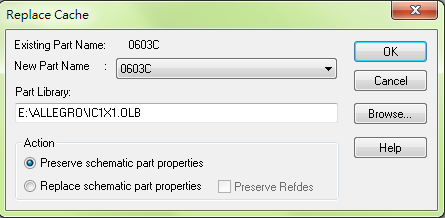 Replace Cache
Existing Part Name: 0603C
OK
New Part Name : 0603C
Cancel
Part Library:
E:\ALLEGRO\IC1X1.OLB
Browse...
Action
Help
Preserve schematic part properties
Replace schematic part properties Preserve Refdes